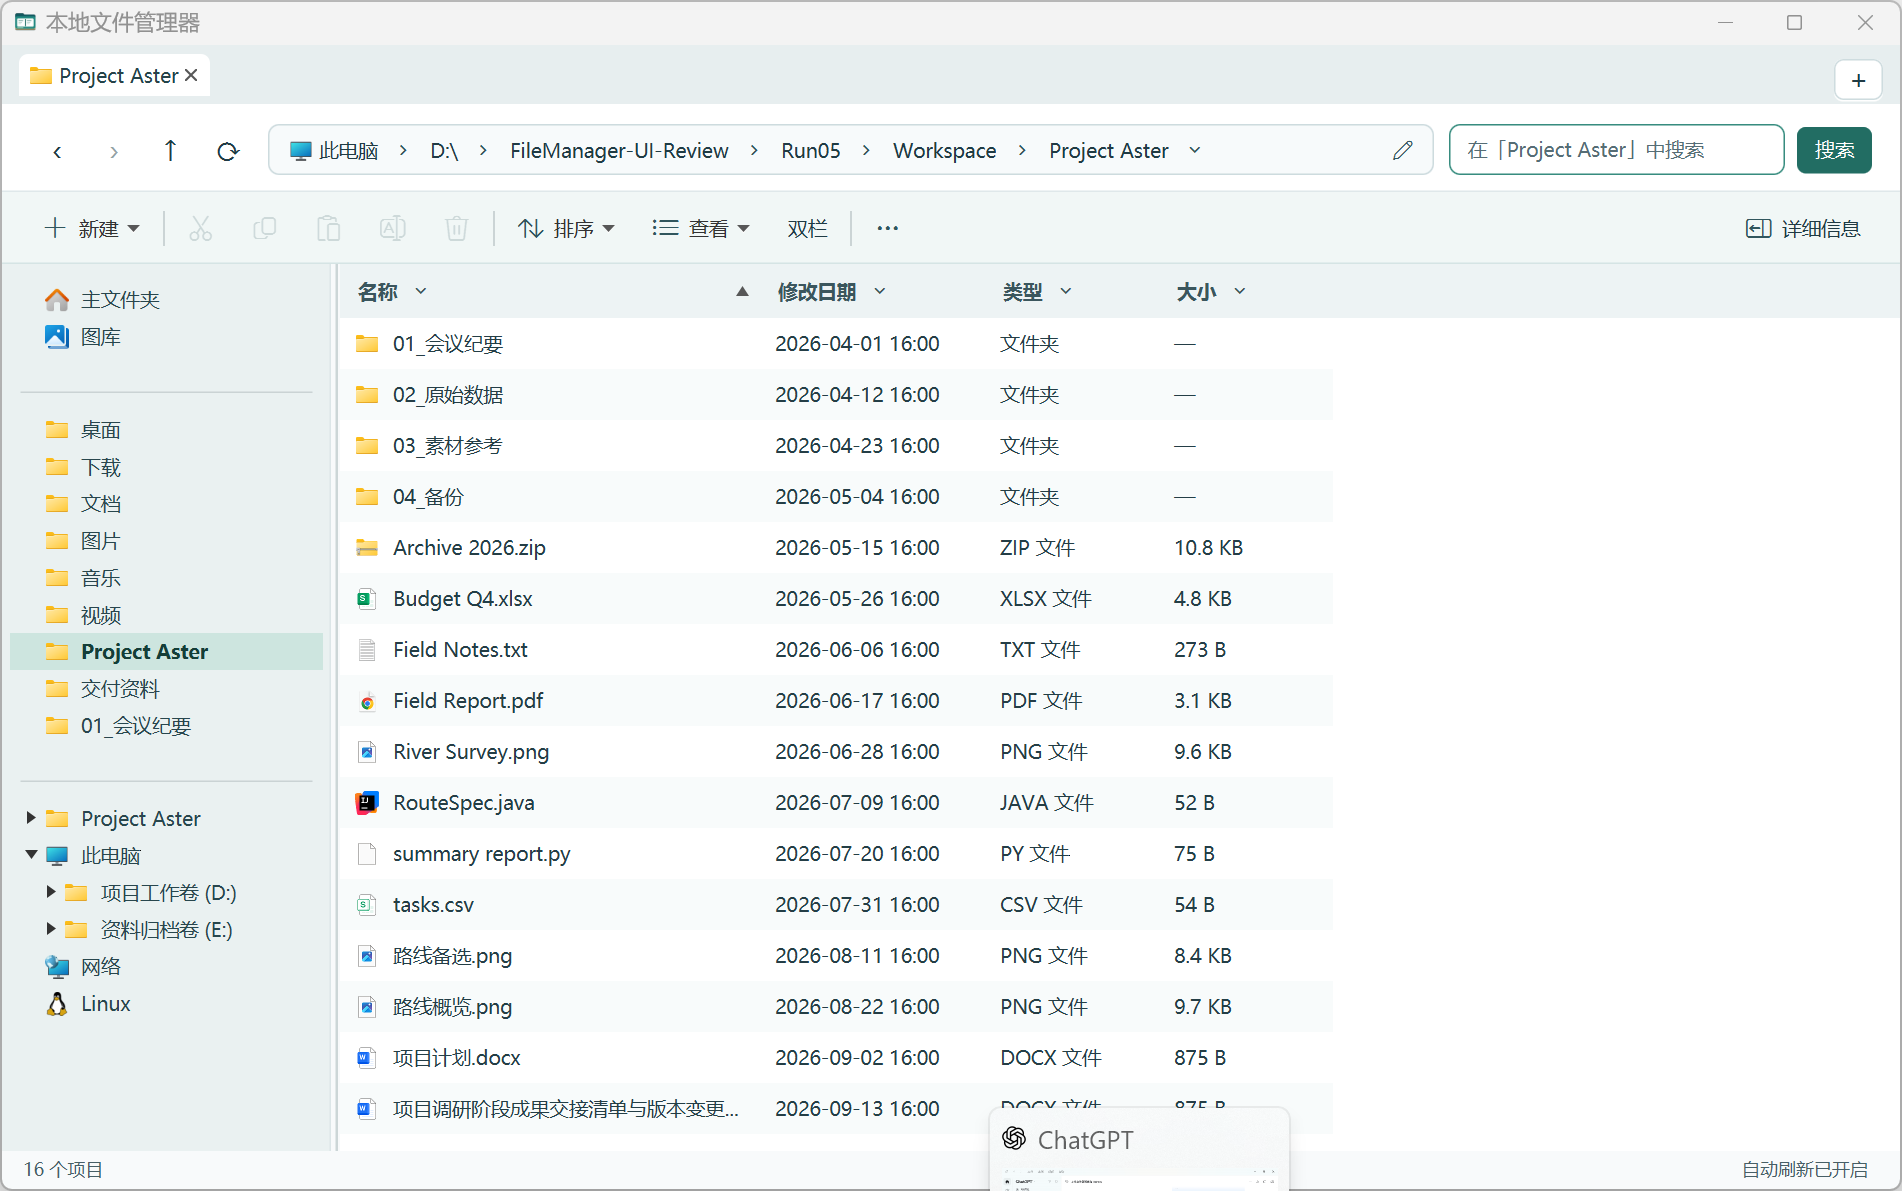 本地文件管理器
Project Aster
此电脑 › D:\ › FileManager-UI-Review › Run05 › Workspace › Project Aster
在「Project Aster」中搜索
搜索
新建
排序
查看
双栏
详细信息
主文件夹
图库
桌面
下载
文档
图片
音乐
视频
Project Aster
交付资料
01_会议纪要
Project Aster
此电脑
项目工作卷 (D:)
资料归档卷 (E:)
网络
Linux
名称 修改日期 类型 大小
01_会议纪要 2026-04-01 16:00 文件夹 —
02_原始数据 2026-04-12 16:00 文件夹 —
03_素材参考 2026-04-23 16:00 文件夹 —
04_备份 2026-05-04 16:00 文件夹 —
Archive 2026.zip 2026-05-15 16:00 ZIP 文件 10.8 KB
Budget Q4.xlsx 2026-05-26 16:00 XLSX 文件 4.8 KB
Field Notes.txt 2026-06-06 16:00 TXT 文件 273 B
Field Report.pdf 2026-06-17 16:00 PDF 文件 3.1 KB
River Survey.png 2026-06-28 16:00 PNG 文件 9.6 KB
RouteSpec.java 2026-07-09 16:00 JAVA 文件 52 B
summary report.py 2026-07-20 16:00 PY 文件 75 B
tasks.csv 2026-07-31 16:00 CSV 文件 54 B
路线备选.png 2026-08-11 16:00 PNG 文件 8.4 KB
路线概览.png 2026-08-22 16:00 PNG 文件 9.7 KB
项目计划.docx 2026-09-02 16:00 DOCX 文件 875 B
项目调研阶段成果交接清单与版本变更... 2026-09-13 16:00 DOCX 文件 875 B
ChatGPT
16 个项目
自动刷新已开启